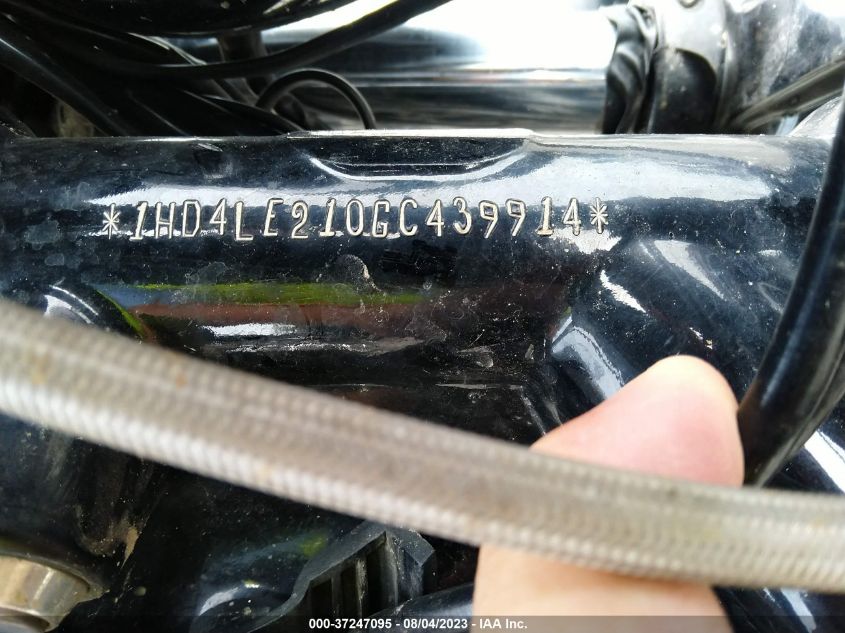 *1HD4LE210GC439914*
000-37247095 - 08/04/2023 - IAA Inc.